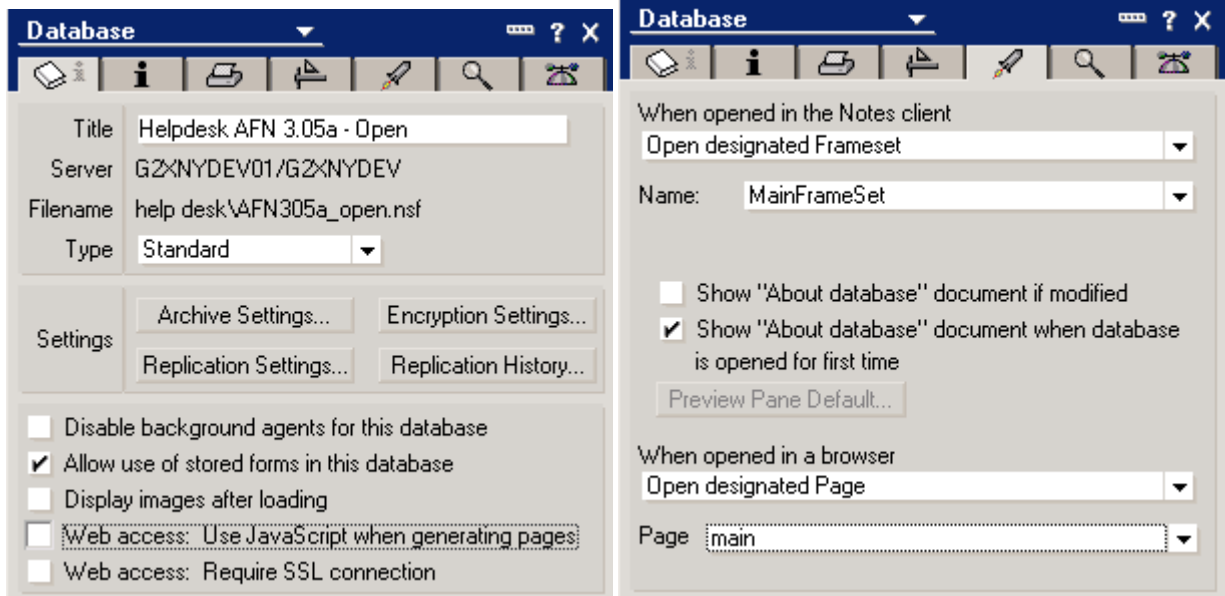 Database
? X
i
Title Helpdesk AFN 3.05a - Open
Server G2XNYDEV01/G2XNYDEV
Filename help desk\AFN305a_open.nsf
Type Standard
Settings
Archive Settings... Encryption Settings...
Replication Settings... Replication History...
Disable background agents for this database
Allow use of stored forms in this database
Display images after loading
Web access: Use JavaScript when generating pages
Web access: Require SSL connection
Database
? X
i
When opened in the Notes client
Open designated Frameset
Name: MainFrameSet
Show "About database" document if modified
Show "About database" document when database
is opened for first time
Preview Pane Default...
When opened in a browser
Open designated Page
Page main